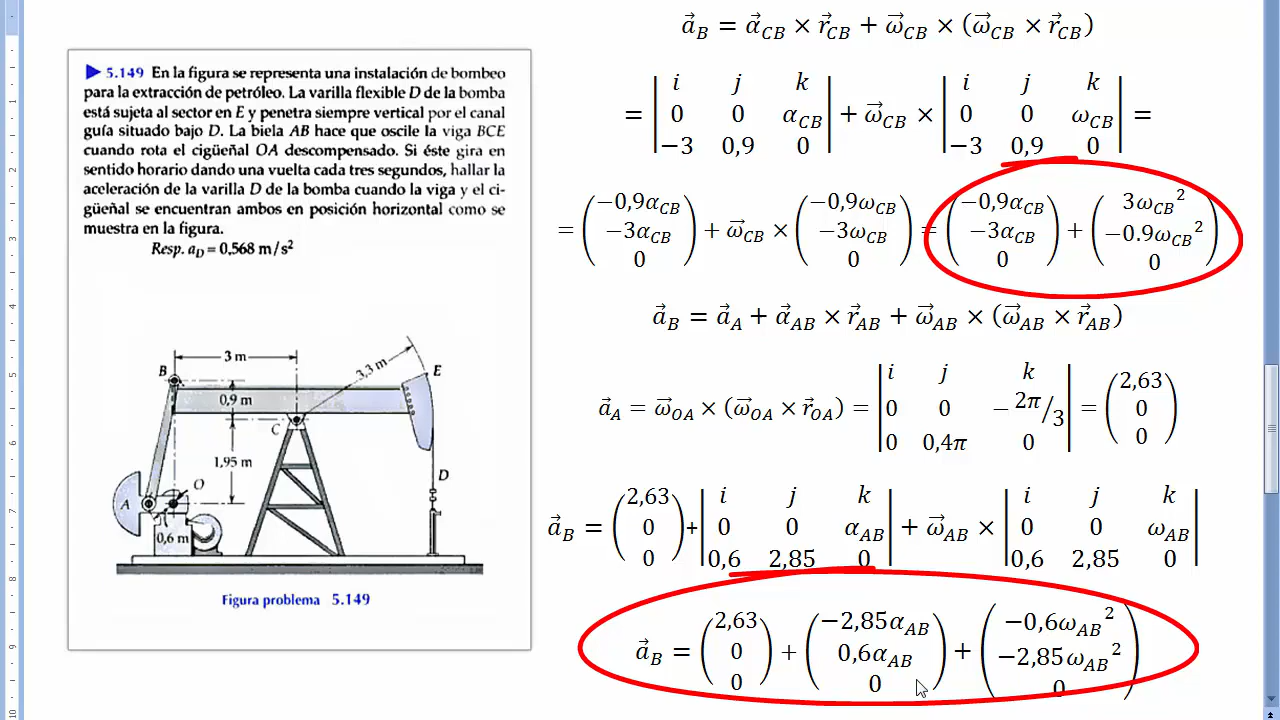 ▶ 5.149 En la figura se representa una instalación de bombeo
para la extracción de petróleo. La varilla flexible D de la bomba
está sujeta al sector en E y penetra siempre vertical por el canal
guía situado bajo D. La biela AB hace que oscile la viga BCE
cuando rota el cigüeñal OA descompensado. Si éste gira en
sentido horario dando una vuelta cada tres segundos, hallar la
aceleración de la varilla D de la bomba cuando la viga y el ci-
güeñal se encuentran ambos en posición horizontal como se
muestra en la figura.
Resp. a_D = 0,568 m/s²
3 m
3,3 m
B
E
0,9 m
C
1,95 m
D
O
A
0,6 m
Figura problema 5.149
a⃗_B = α⃗_CB × r⃗_CB + ω⃗_CB × (ω⃗_CB × r⃗_CB)
= | i j k | + ω⃗_CB × | i j k | =
| 0 0 α_CB | | 0 0 ω_CB |
| −3 0,9 0 | | −3 0,9 0 |
= (−0,9α_CB) + ω⃗_CB × (−0,9ω_CB) = (−0,9α_CB) + (3ω_CB²)
(−3α_CB) (−3ω_CB) (−3α_CB) (−0.9ω_CB²)
(0) (0) (0) (0)
a⃗_B = a⃗_A + α⃗_AB × r⃗_AB + ω⃗_AB × (ω⃗_AB × r⃗_AB)
a⃗_A = ω⃗_OA × (ω⃗_OA × r⃗_OA) = | i j k | = (2,63)
| 0 0 −2π/3 | (0)
| 0 0,4π 0 | (0)
a⃗_B = (2,63) + | i j k | + ω⃗_AB × | i j k |
(0) | 0 0 α_AB | | 0 0 ω_AB |
(0) | 0,6 2,85 0 | | 0,6 2,85 0 |
a⃗_B = (2,63) + (−2,85α_AB) + (−0,6ω_AB²)
(0) (0,6α_AB) (−2,85ω_AB²)
(0) (0) (0)